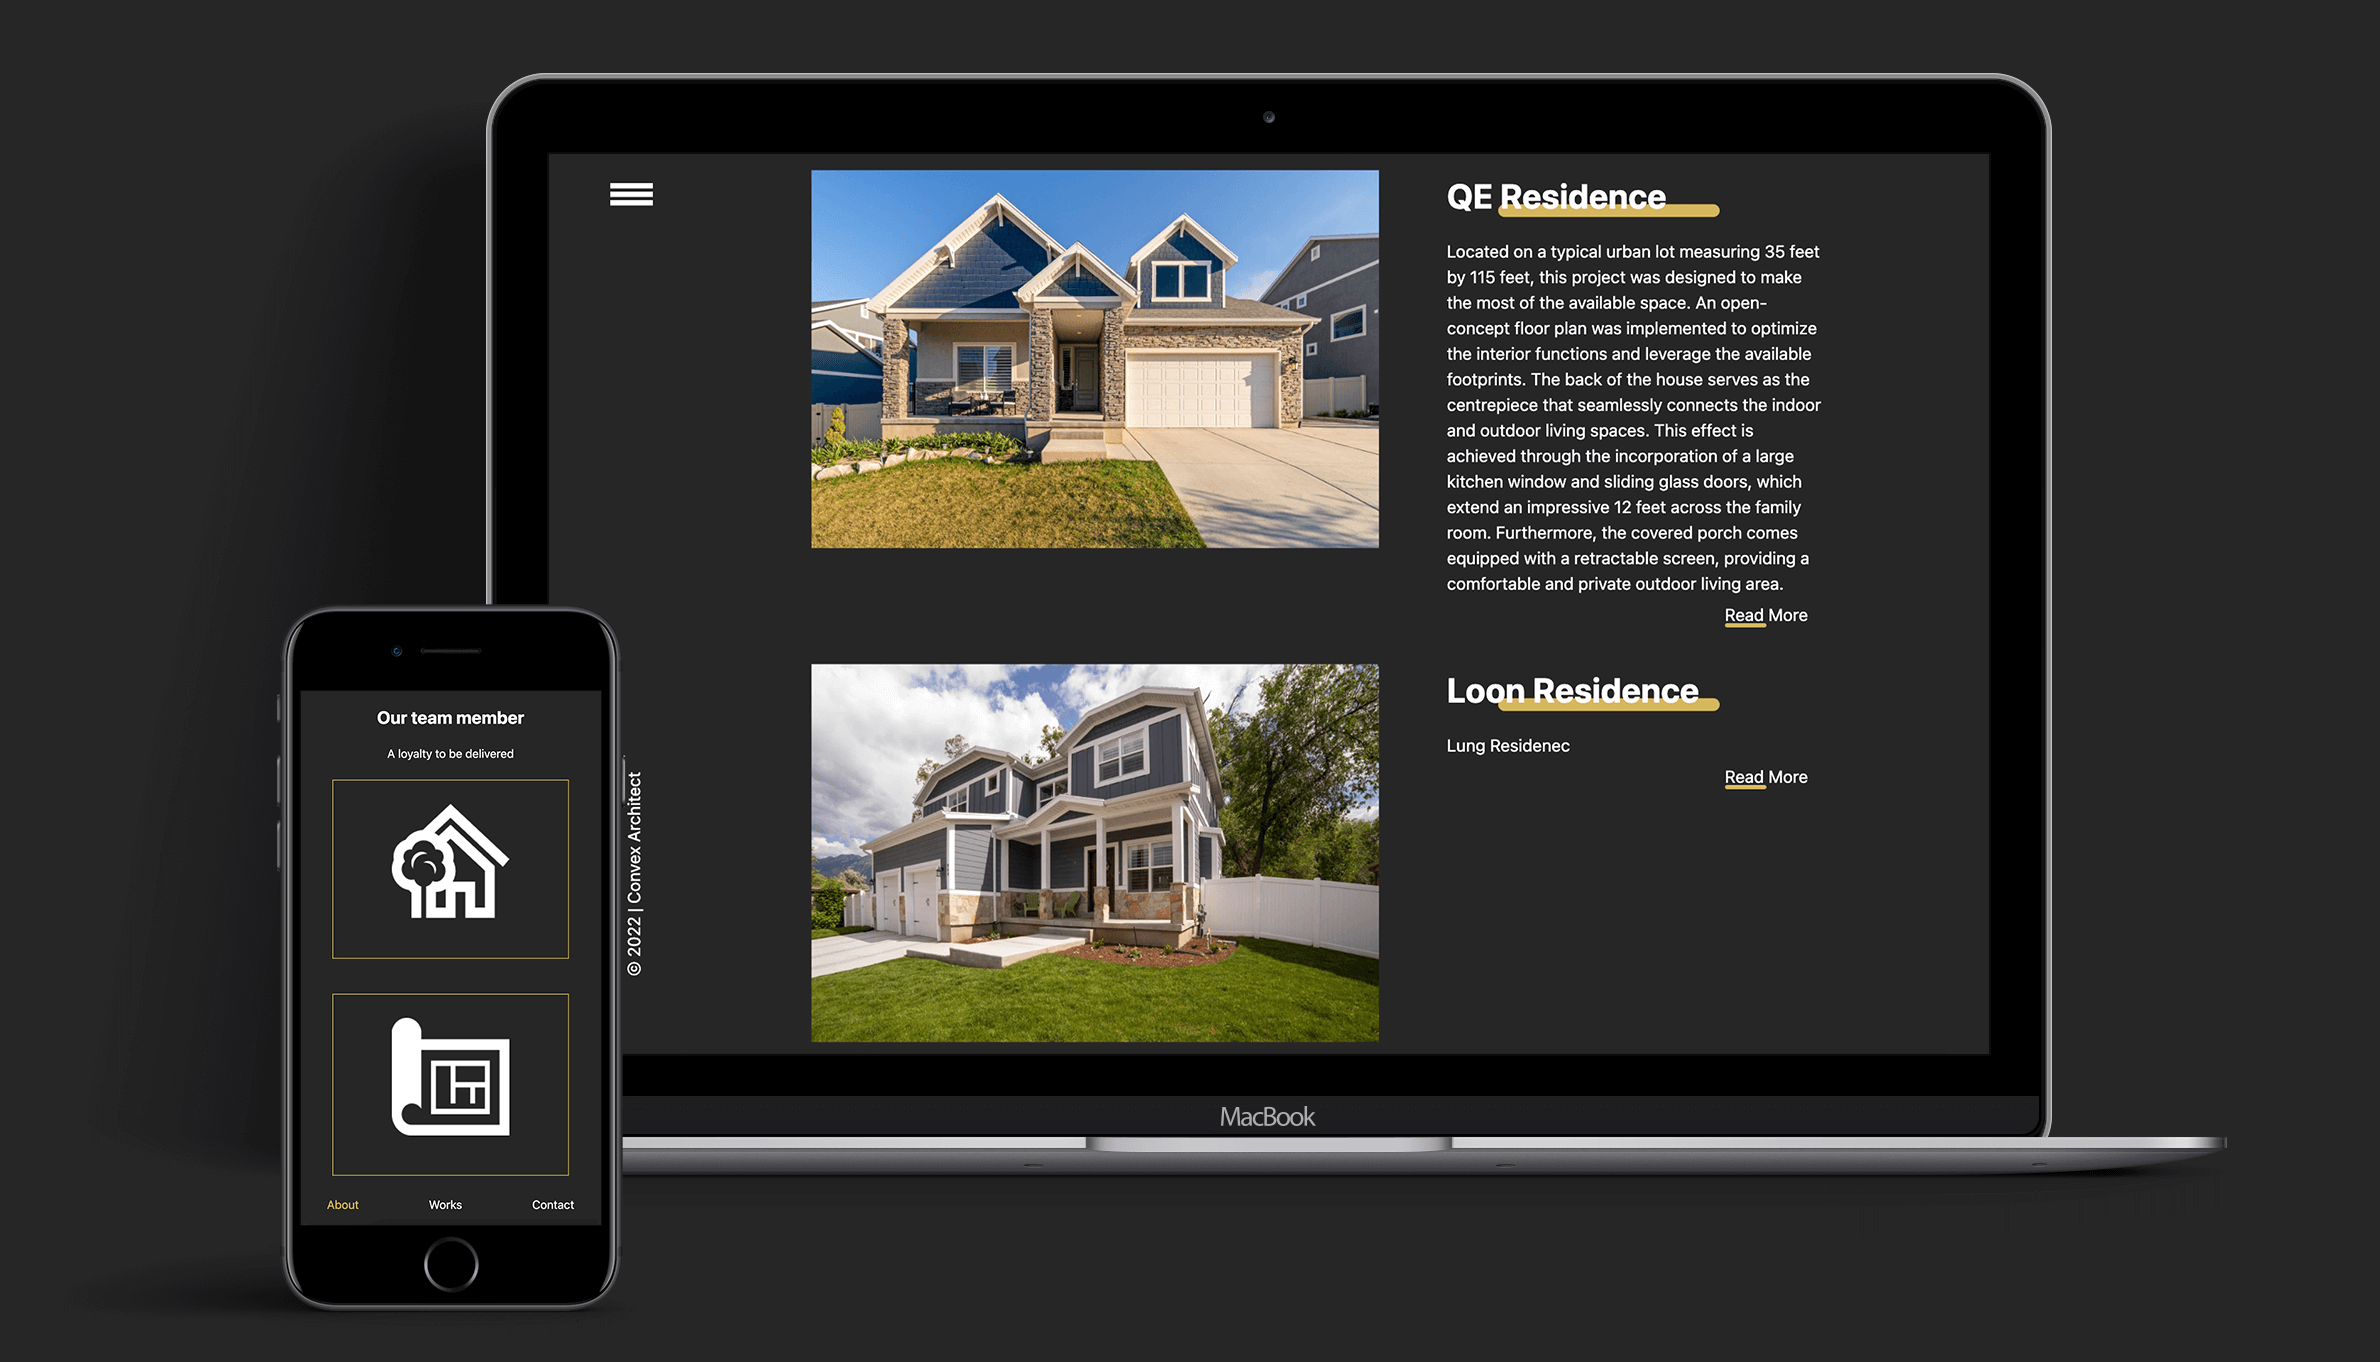 QE Residence
Located on a typical urban lot measuring 35 feet
by 115 feet, this project was designed to make
the most of the available space. An open-
concept floor plan was implemented to optimize
the interior functions and leverage the available
footprints. The back of the house serves as the
centrepiece that seamlessly connects the indoor
and outdoor living spaces. This effect is
achieved through the incorporation of a large
kitchen window and sliding glass doors, which
extend an impressive 12 feet across the family
room. Furthermore, the covered porch comes
equipped with a retractable screen, providing a
comfortable and private outdoor living area.
Read More
Loon Residence
Lung Residenec
Read More
© 2022 | Convex Architect
MacBook
Our team member
A loyalty to be delivered
About
Works
Contact